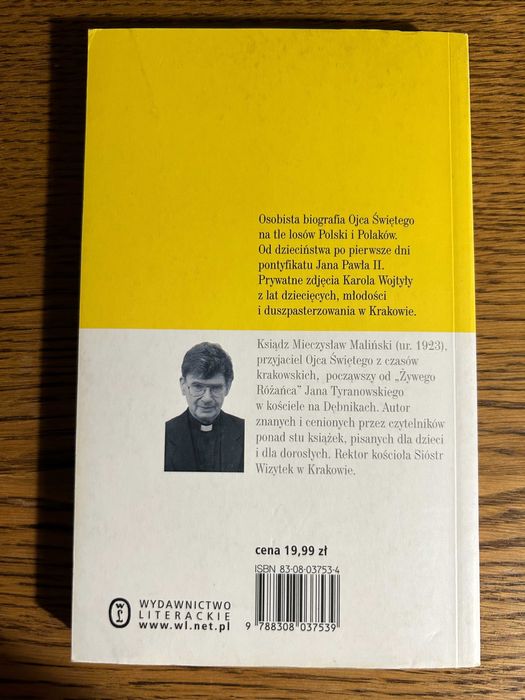 Osobista biografia Ojca Świętego
na tle losów Polski i Polaków.
Od dzieciństwa po pierwsze dni
pontyfikatu Jana Pawła II.
Prywatne zdjęcia Karola Wojtyły
z lat dziecięcych, młodości
i duszpasterzowania w Krakowie.
Ksiądz Mieczysław Maliński (ur. 1923),
przyjaciel Ojca Świętego z czasów
krakowskich, począwszy od „Żywego
Różańca” Jana Tyranowskiego
w kościele na Dębnikach. Autor
znanych i cenionych przez czytelników
ponad stu książek, pisanych dla dzieci
i dla dorosłych. Rektor kościoła Sióstr
Wizytek w Krakowie.
cena 19,99 zł
ISBN 83-08-03753-4
9 788308 037539
WL
WYDAWNICTWO
LITERACKIE
www.wl.net.pl